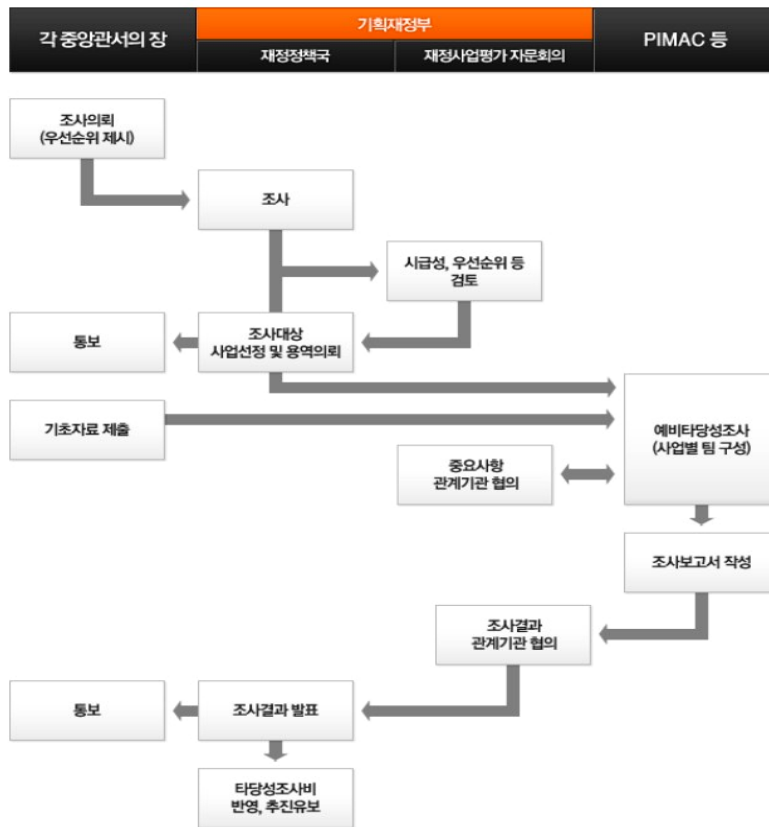 각 중앙관서의 장
기획재정부
PIMAC 등
재정정책국
재정사업평가 자문회의
조사의뢰
(우선순위 제시)
조사
시급성, 우선순위 등
검토
통보
조사대상
사업선정 및 용역의뢰
기초자료 제출
예비타당성조사
(사업별 팀 구성)
중요사항
관계기관 협의
조사보고서 작성
조사결과
관계기관 협의
통보
조사결과 발표
타당성조사비
반영, 추진유보